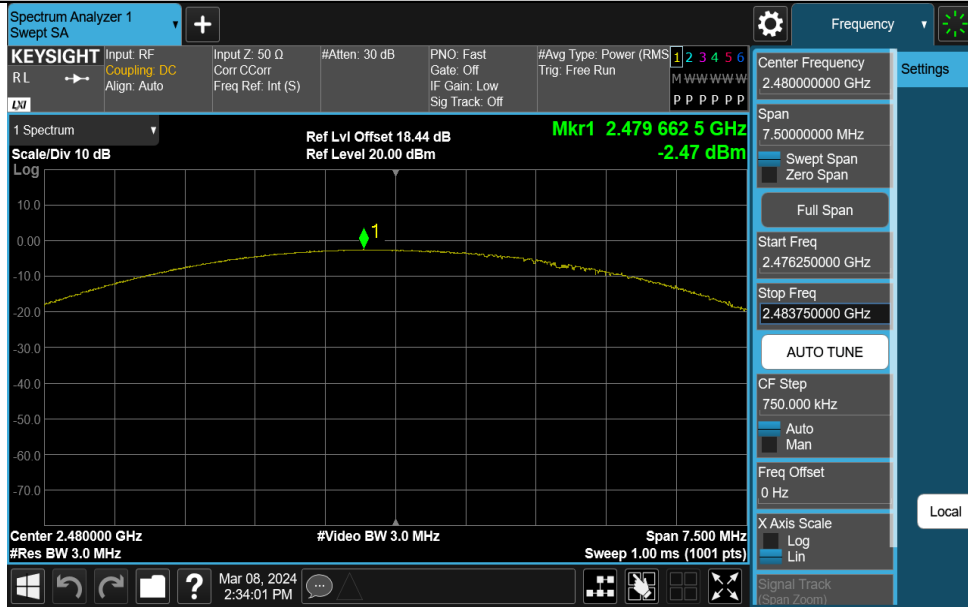 Spectrum Analyzer 1
Swept SA
+
Frequency
KEYSIGHT
R L
LXI
Input: RF
Coupling: DC
Align: Auto
Input Z: 50 Ω
Corr CCorr
Freq Ref: Int (S)
#Atten: 30 dB
PNO: Fast
Gate: Off
IF Gain: Low
Sig Track: Off
#Avg Type: Power (RMS
Trig: Free Run
1 2 3 4 5 6
M W W W W W
P P P P P P
1 Spectrum
Scale/Div 10 dB
Log
Ref Lvl Offset 18.44 dB
Ref Level 20.00 dBm
Mkr1 2.479 662 5 GHz
-2.47 dBm
10.0
0.00
-10.0
-20.0
-30.0
-40.0
-50.0
-60.0
-70.0
1
Center 2.480000 GHz
#Res BW 3.0 MHz
#Video BW 3.0 MHz
Span 7.500 MHz
Sweep 1.00 ms (1001 pts)
?
Mar 08, 2024
2:34:01 PM
Center Frequency
2.480000000 GHz
Span
7.50000000 MHz
Swept Span
Zero Span
Full Span
Start Freq
2.476250000 GHz
Stop Freq
2.483750000 GHz
AUTO TUNE
CF Step
750.000 kHz
Auto
Man
Freq Offset
0 Hz
X Axis Scale
Log
Lin
Signal Track
(Span Zoom)
Settings
Local